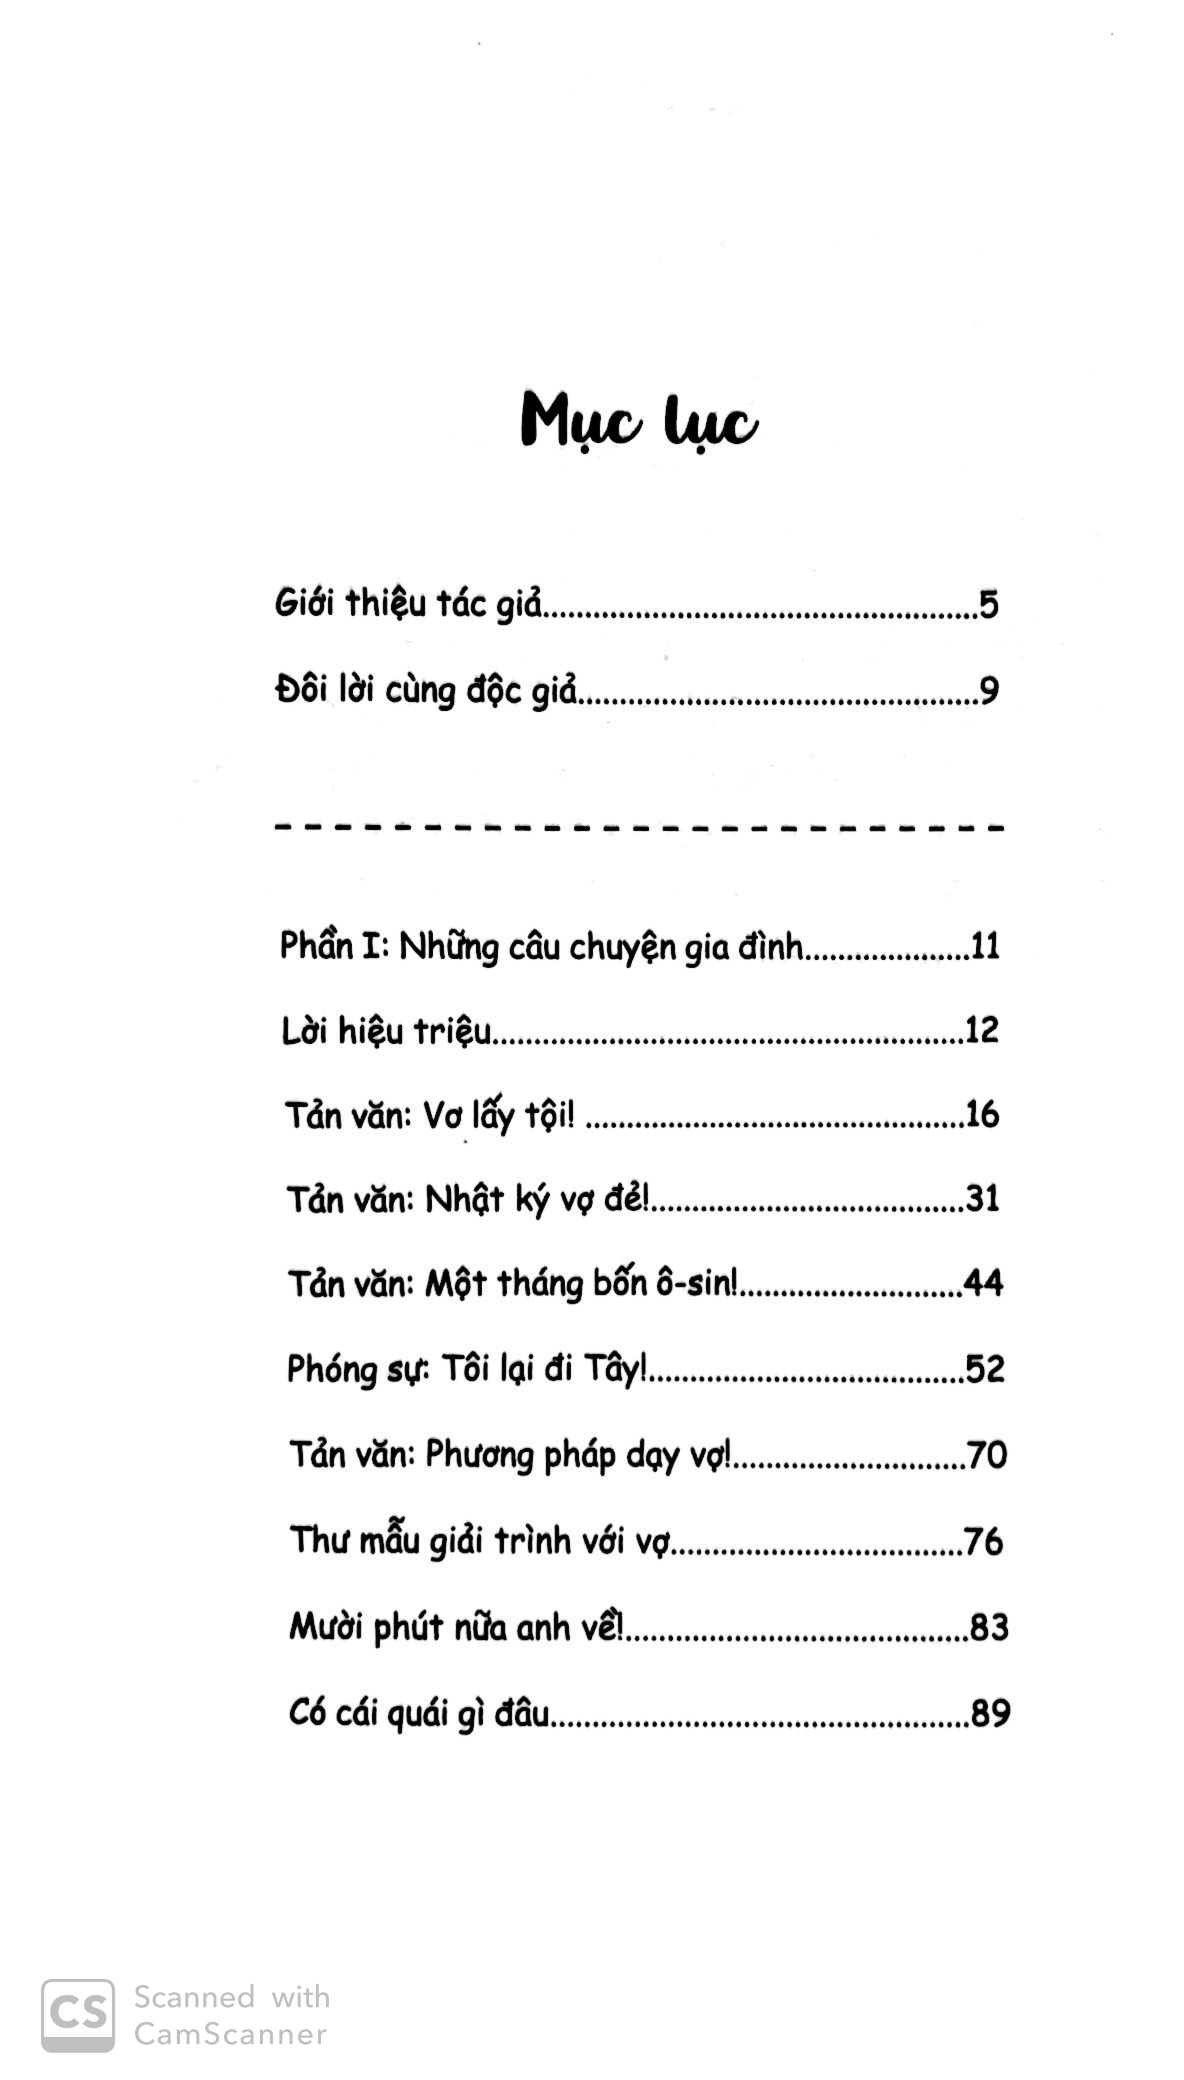 Mục lục
Giới thiệu tác giả.....................................................5
Đôi lời cùng độc giả................................................9
- - - - - - - - - - - - - - - - - - - - - - - - -
Phần I: Những câu chuyện gia đình....................11
Lời hiệu triệu.........................................................12
Tản văn: Vơ lấy tội! ..............................................16
Tản văn: Nhật ký vợ đẻ!......................................31
Tản văn: Một tháng bốn ô-sin!...........................44
Phóng sự: Tôi lại đi Tây!......................................52
Tản văn: Phương pháp dạy vợ!............................70
Thư mẫu giải trình với vợ...................................76
Mười phút nữa anh về!.........................................83
Có cái quái gì đâu...................................................89
CS
Scanned with
CamScanner